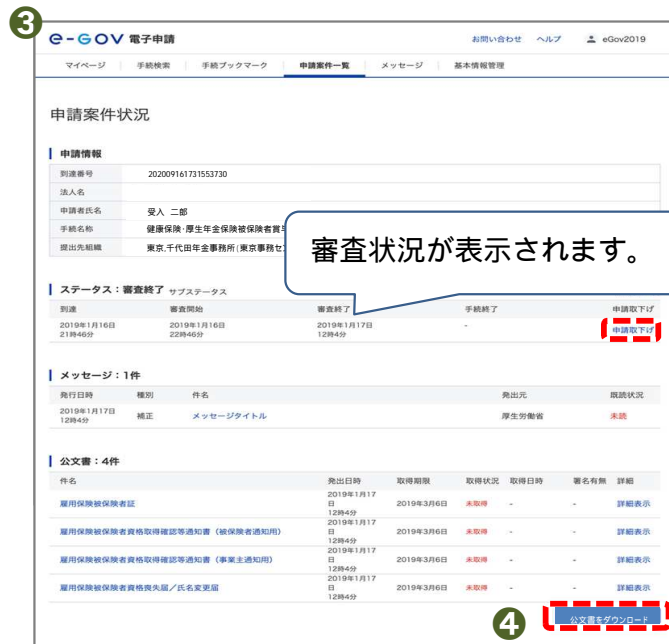 ❸
e-GOV 電子申請 お問い合わせ ヘルプ eGov2019
マイページ 手続検索 手続ブックマーク 申請案件一覧 メッセージ 基本情報管理
申請案件状況
申請情報
到達番号 202009161731553730
法人名
申請者氏名 受入 二郎
手続名称 健康保険・厚生年金保険被保険者賞与
提出先組織 東京,千代田年金事務所(東京事務セ
審査状況が表示されます。
ステータス:審査終了 サブステータス
到達 審査開始 審査終了 手続終了 申請取下げ
2019年1月16日 2019年1月16日 2019年1月17日 - 申請取下げ
21時46分 22時46分 12時4分
メッセージ:1件
発行日時 種別 件名 発出元 既読状況
2019年1月17日 補正 メッセージタイトル 厚生労働省 未読
12時4分
公文書:4件
件名 発出日時 取得期限 取得状況 取得日時 署名有無 詳細
雇用保険被保険者証 2019年1月17日 12時4分 2019年3月6日 未取得 - - 詳細表示
雇用保険被保険者資格取得確認等通知書(被保険者通知用) 2019年1月17日 12時4分 2019年3月6日 未取得 - - 詳細表示
雇用保険被保険者資格取得確認等通知書(事業主通知用) 2019年1月17日 12時4分 2019年3月6日 未取得 - - 詳細表示
雇用保険被保険者資格喪失届/氏名変更届 2019年1月17日 12時4分 2019年3月6日 未取得 - - 詳細表示
❹ 公文書をダウンロード